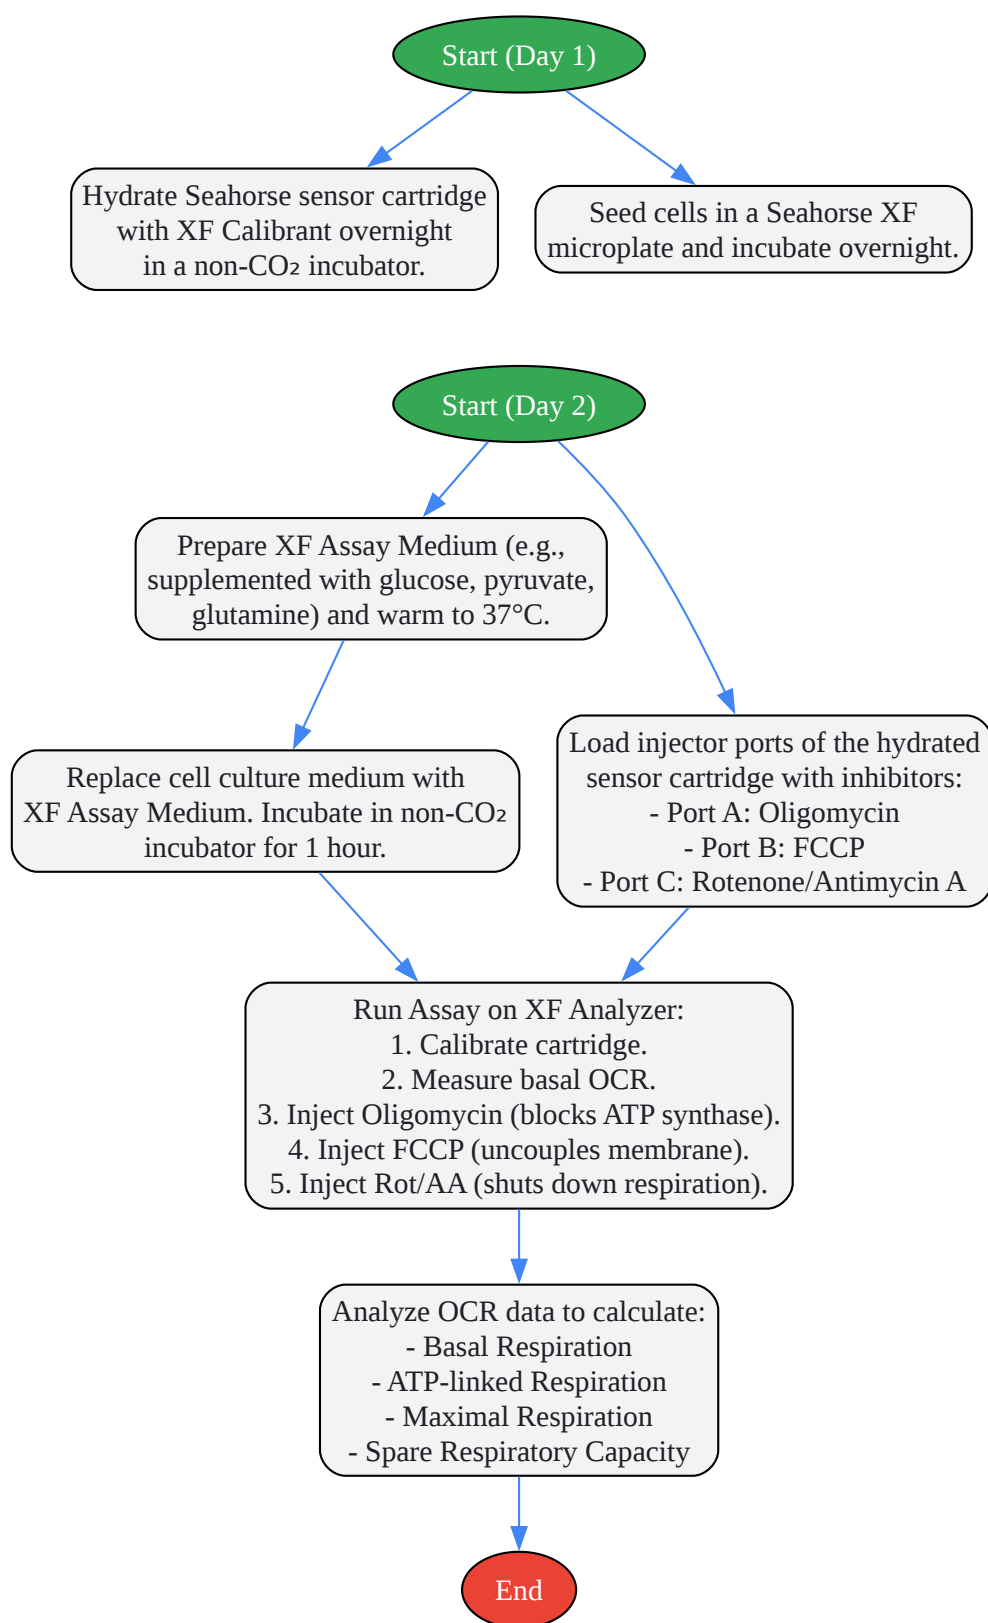 Start (Day 1)
Hydrate Seahorse sensor cartridge
with XF Calibrant overnight
in a non-CO₂ incubator.
Seed cells in a Seahorse XF
microplate and incubate overnight.
Start (Day 2)
Prepare XF Assay Medium (e.g.,
supplemented with glucose, pyruvate,
glutamine) and warm to 37°C.
Replace cell culture medium with
XF Assay Medium. Incubate in non-CO₂
incubator for 1 hour.
Load injector ports of the hydrated
sensor cartridge with inhibitors:
- Port A: Oligomycin
- Port B: FCCP
- Port C: Rotenone/Antimycin A
Run Assay on XF Analyzer:
1. Calibrate cartridge.
2. Measure basal OCR.
3. Inject Oligomycin (blocks ATP synthase).
4. Inject FCCP (uncouples membrane).
5. Inject Rot/AA (shuts down respiration).
Analyze OCR data to calculate:
- Basal Respiration
- ATP-linked Respiration
- Maximal Respiration
- Spare Respiratory Capacity
End